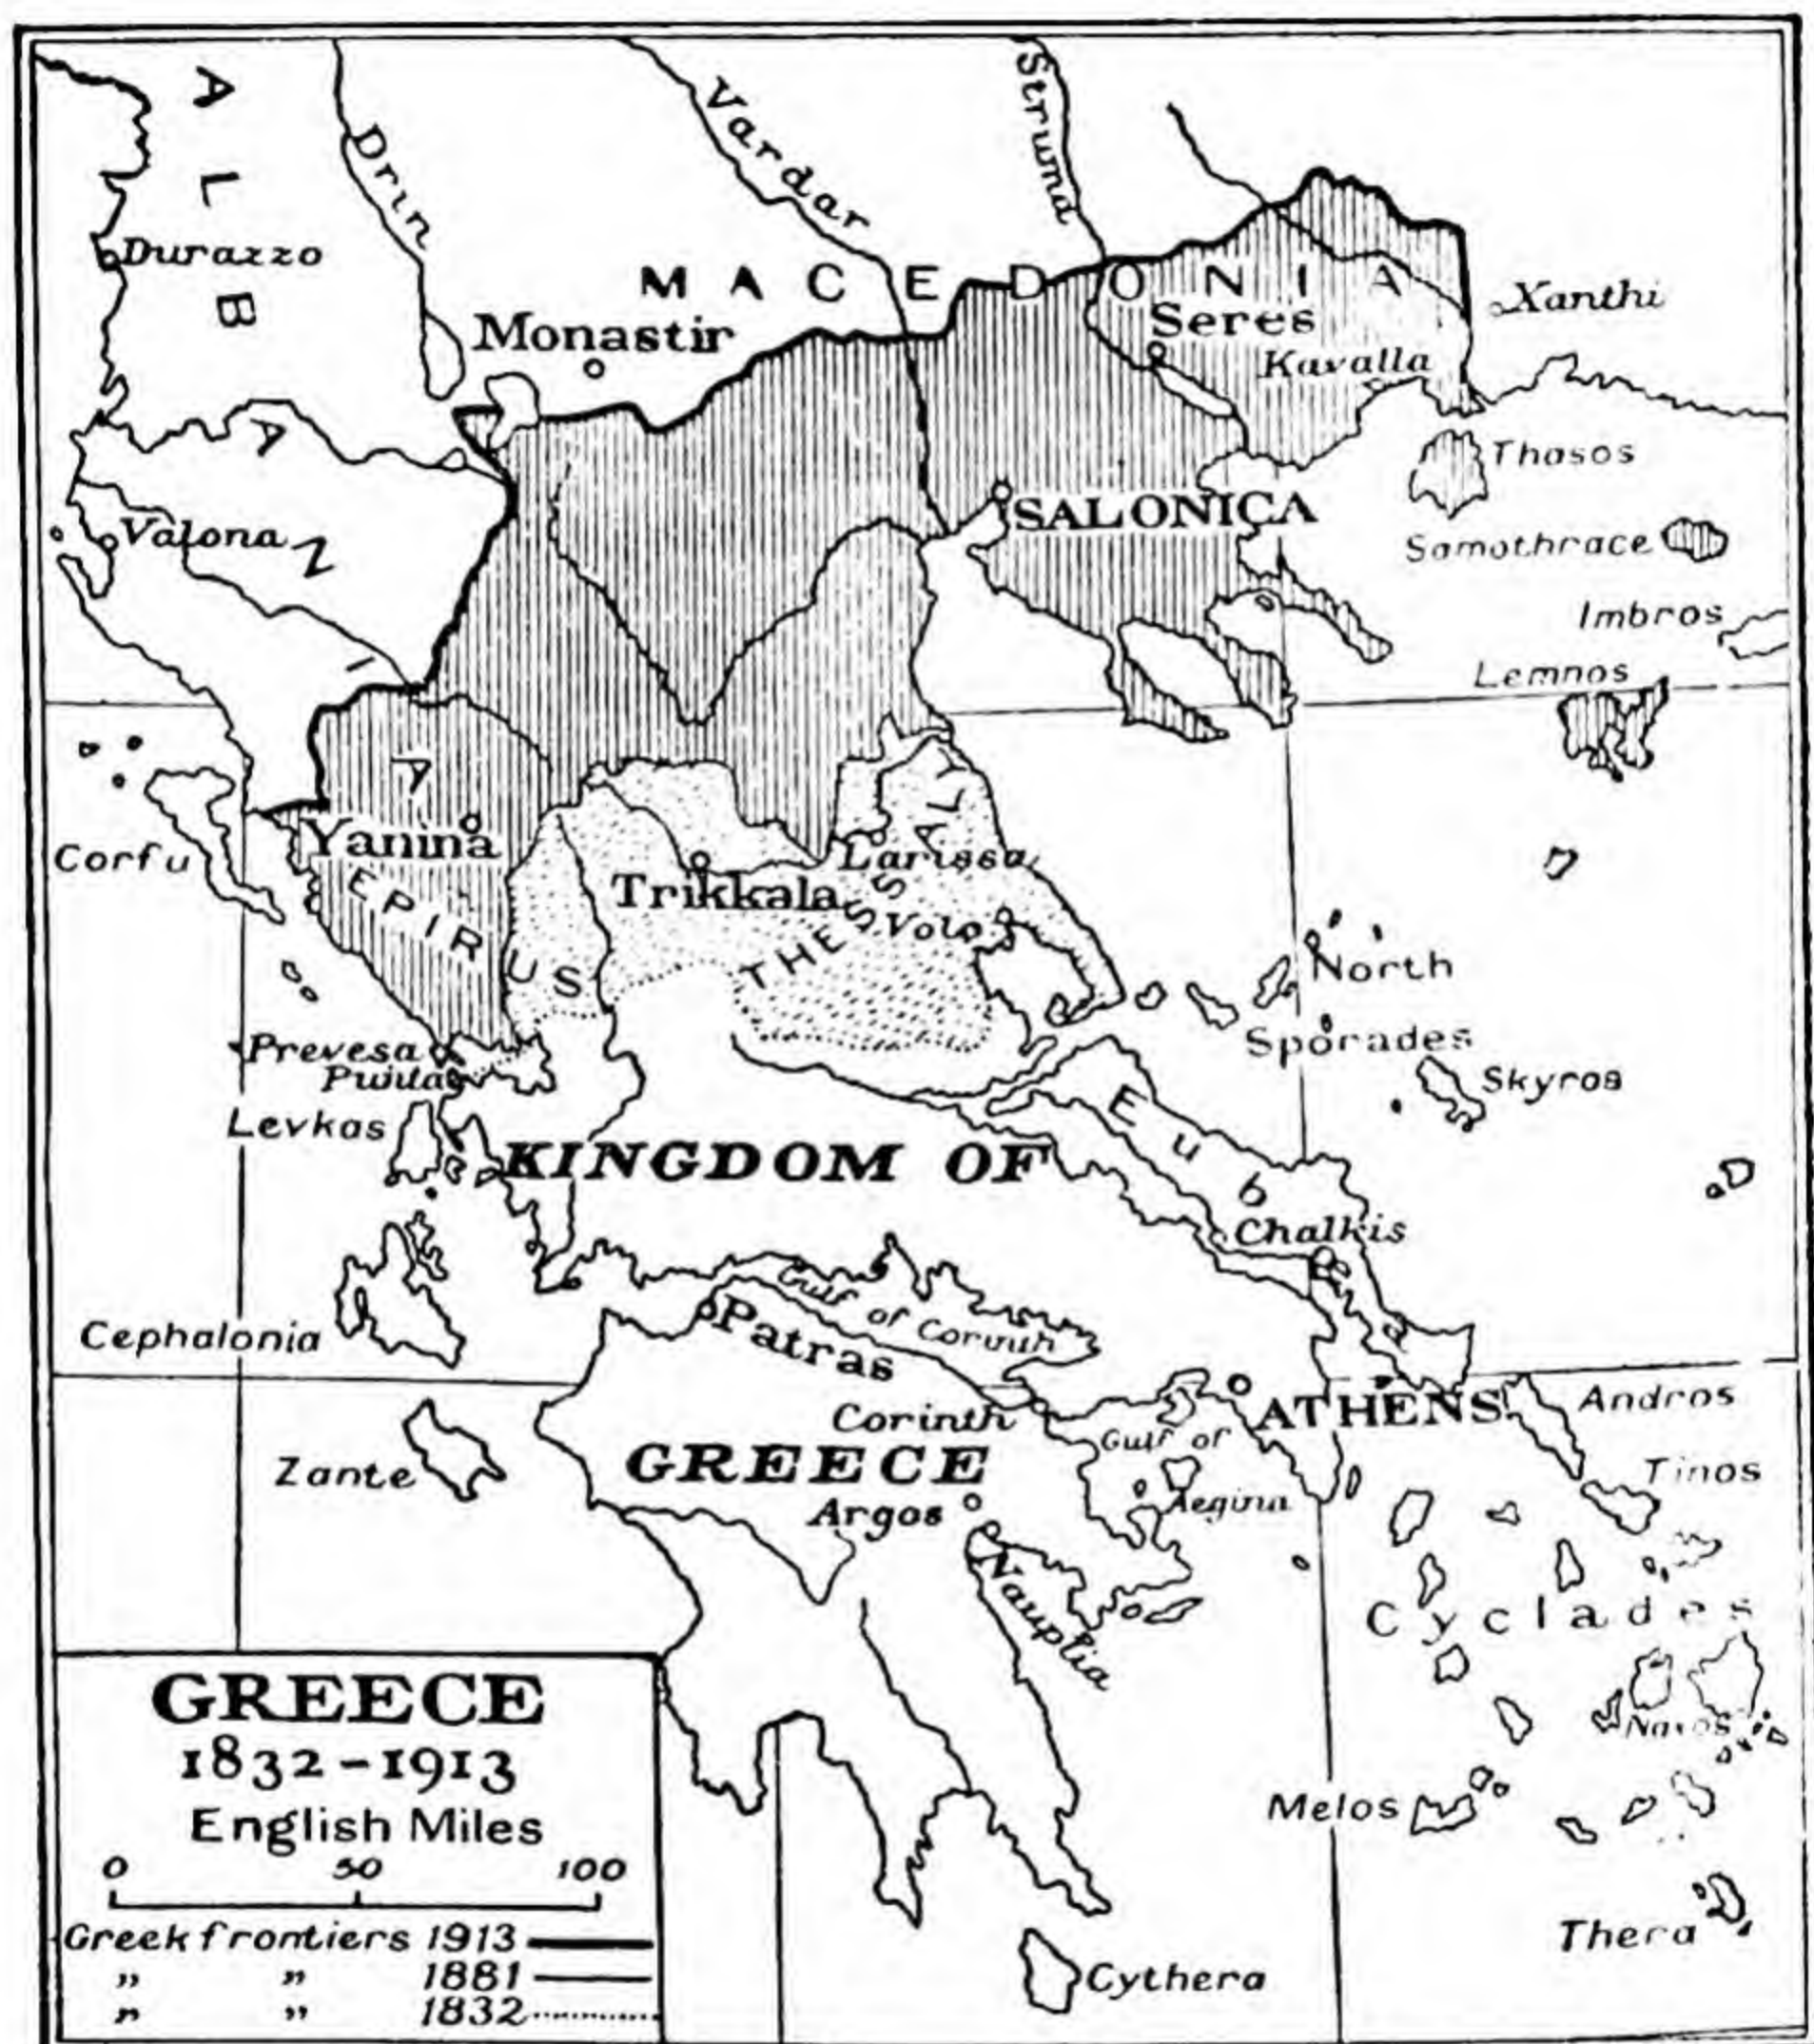 ALBANIA
Drin
Vardar
Struma
Durazzo
MACEDONIA
Monastir
Seres
Xanthi
Kavalla
Thasos
SALONICA
Valona
Samothrace
Imbros
Lemnos
Yanina
Corfu
EPIRUS
Larissa
Trikkala
THESSALY
Volo
North
Sporades
Prevesa
Punta
Skyros
Levkas
Eub
KINGDOM OF
Chalkis
Gulf of Corinth
Patras
Cephalonia
Andros
ATHENS
Corinth
Gulf of
Aegina
GREECE
Zante
Tinos
Argos
Nauplia
Cyclades
Naxos
Melos
Thera
Cythera
GREECE
1832-1913
English Miles
0 50 100
Greek frontiers 1913
" " 1881
" " 1832